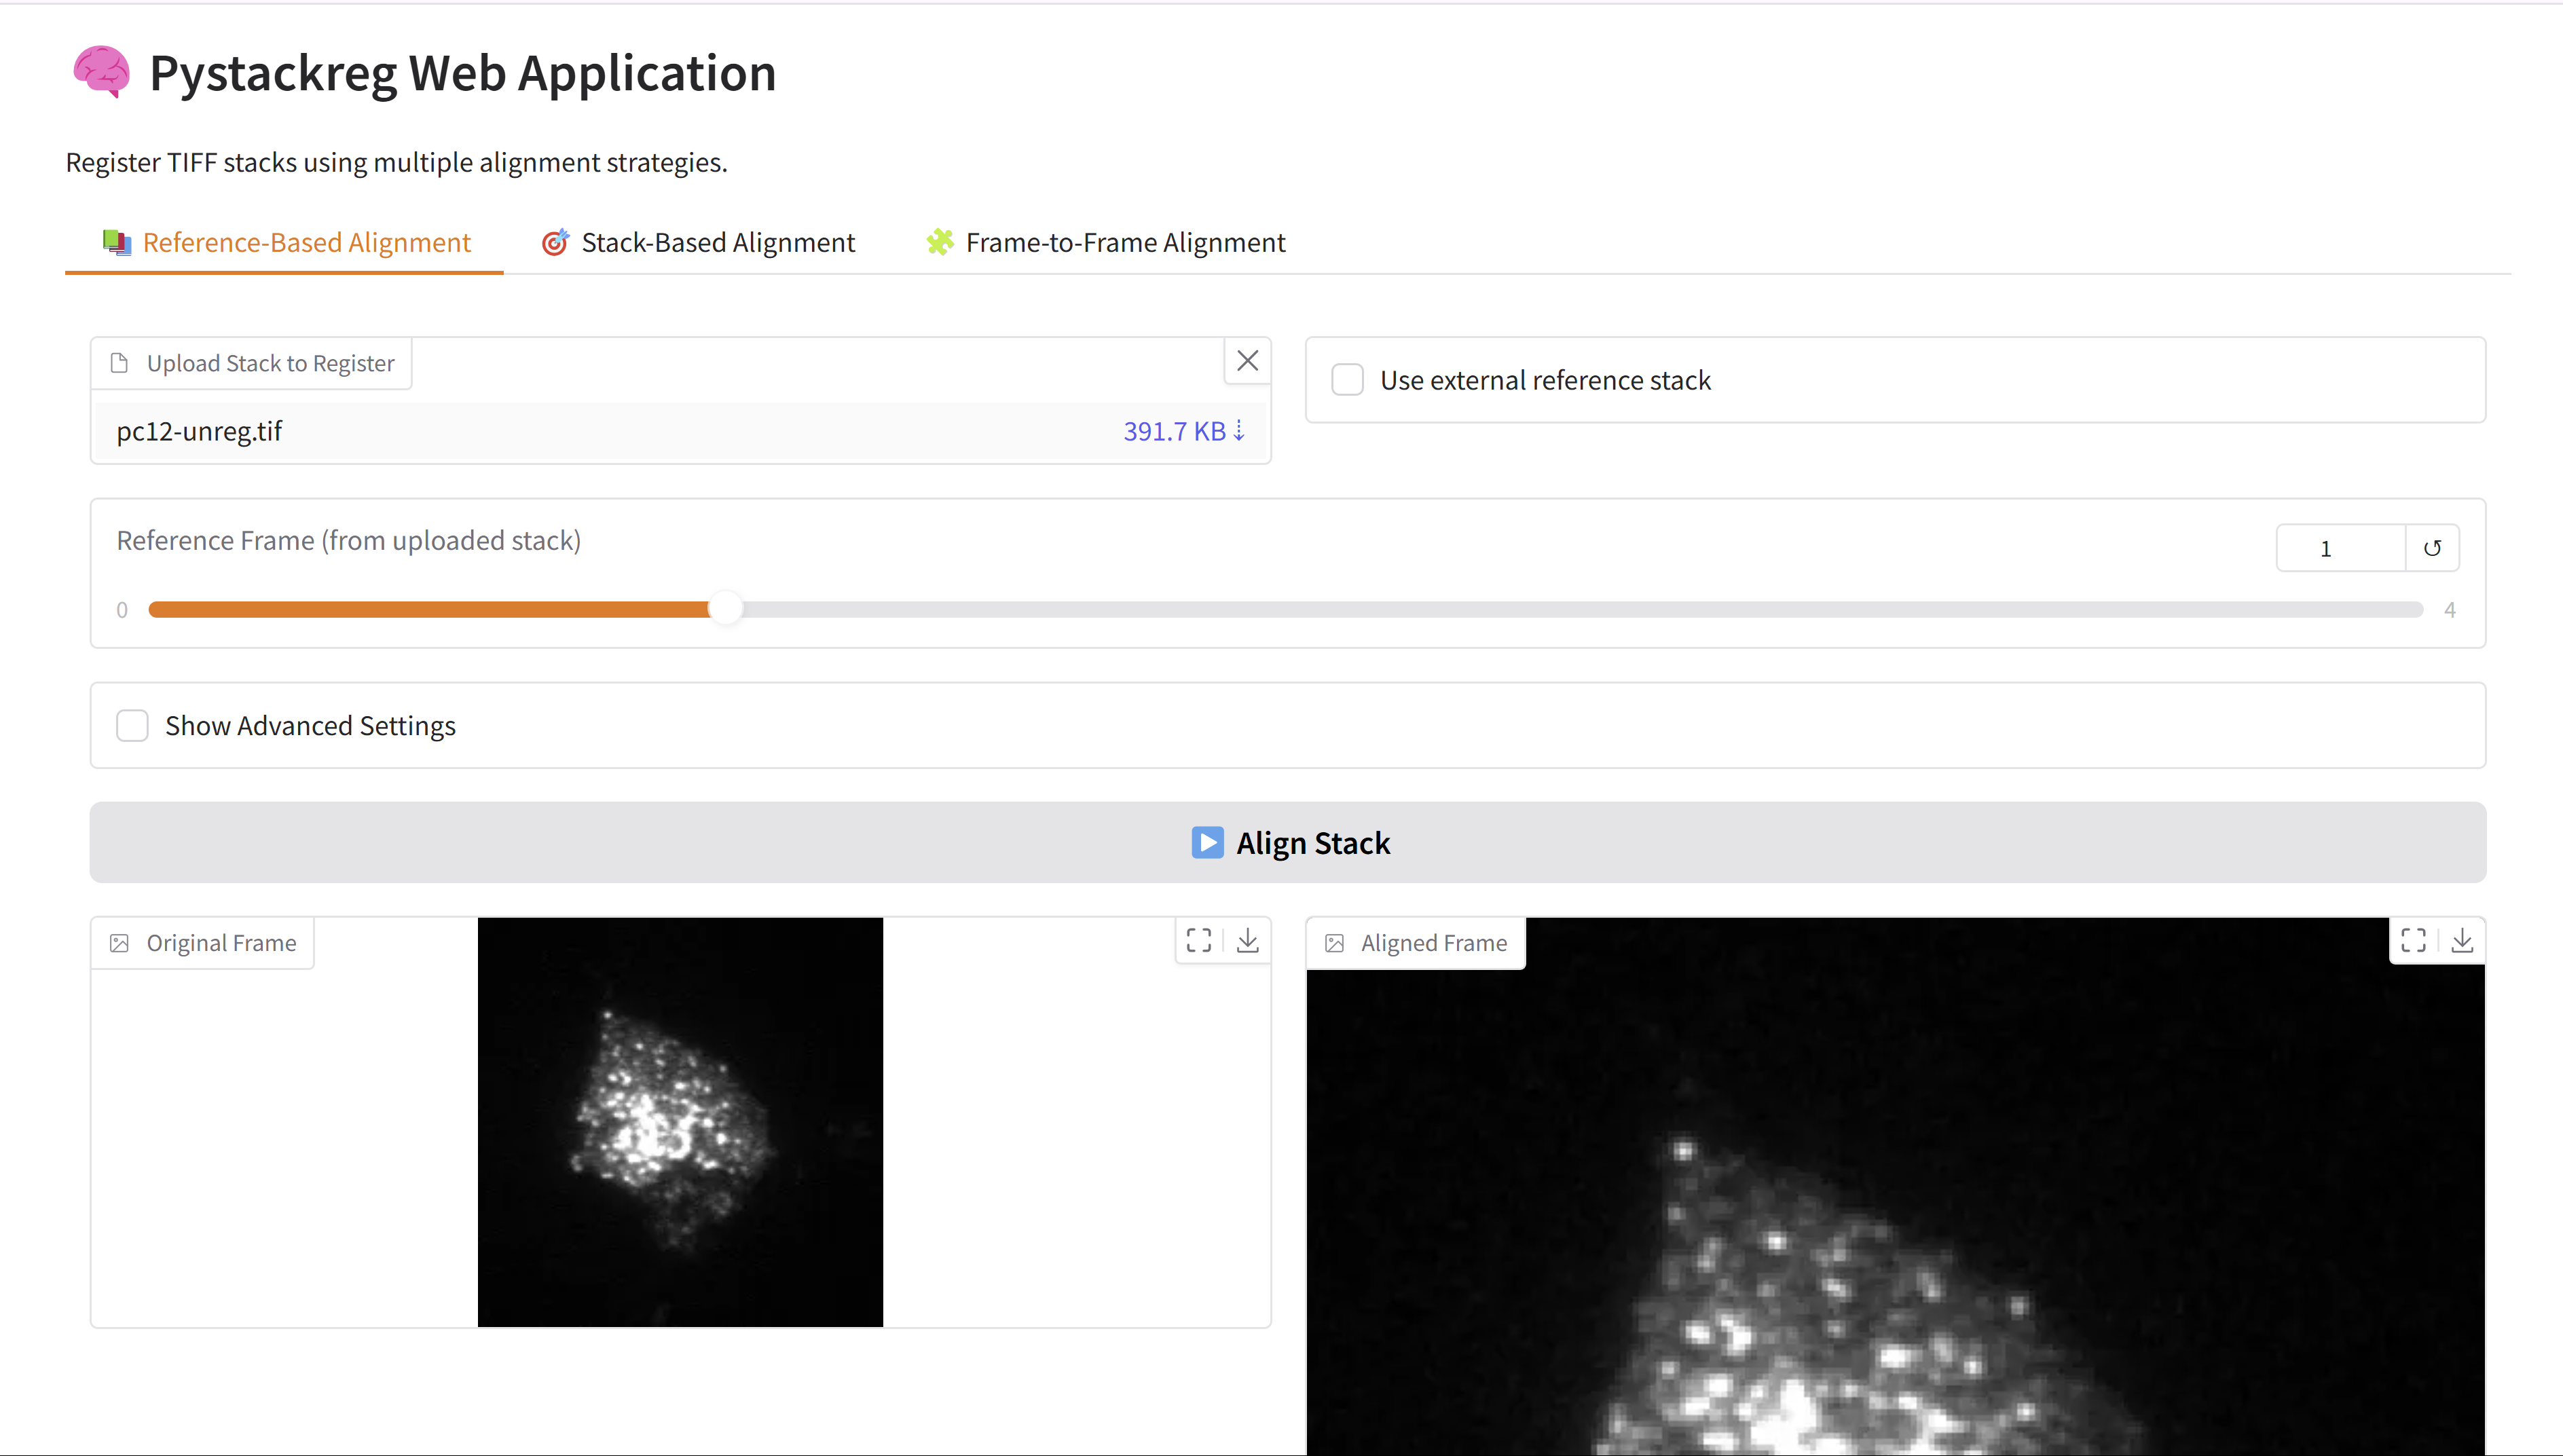 Pystackreg Web Application
Register TIFF stacks using multiple alignment strategies.
Reference-Based Alignment
Stack-Based Alignment
Frame-to-Frame Alignment
Upload Stack to Register
pc12-unreg.tif
391.7 KB ⇣
Use external reference stack
Reference Frame (from uploaded stack)
1
↺
0
4
Show Advanced Settings
Align Stack
Original Frame
Aligned Frame